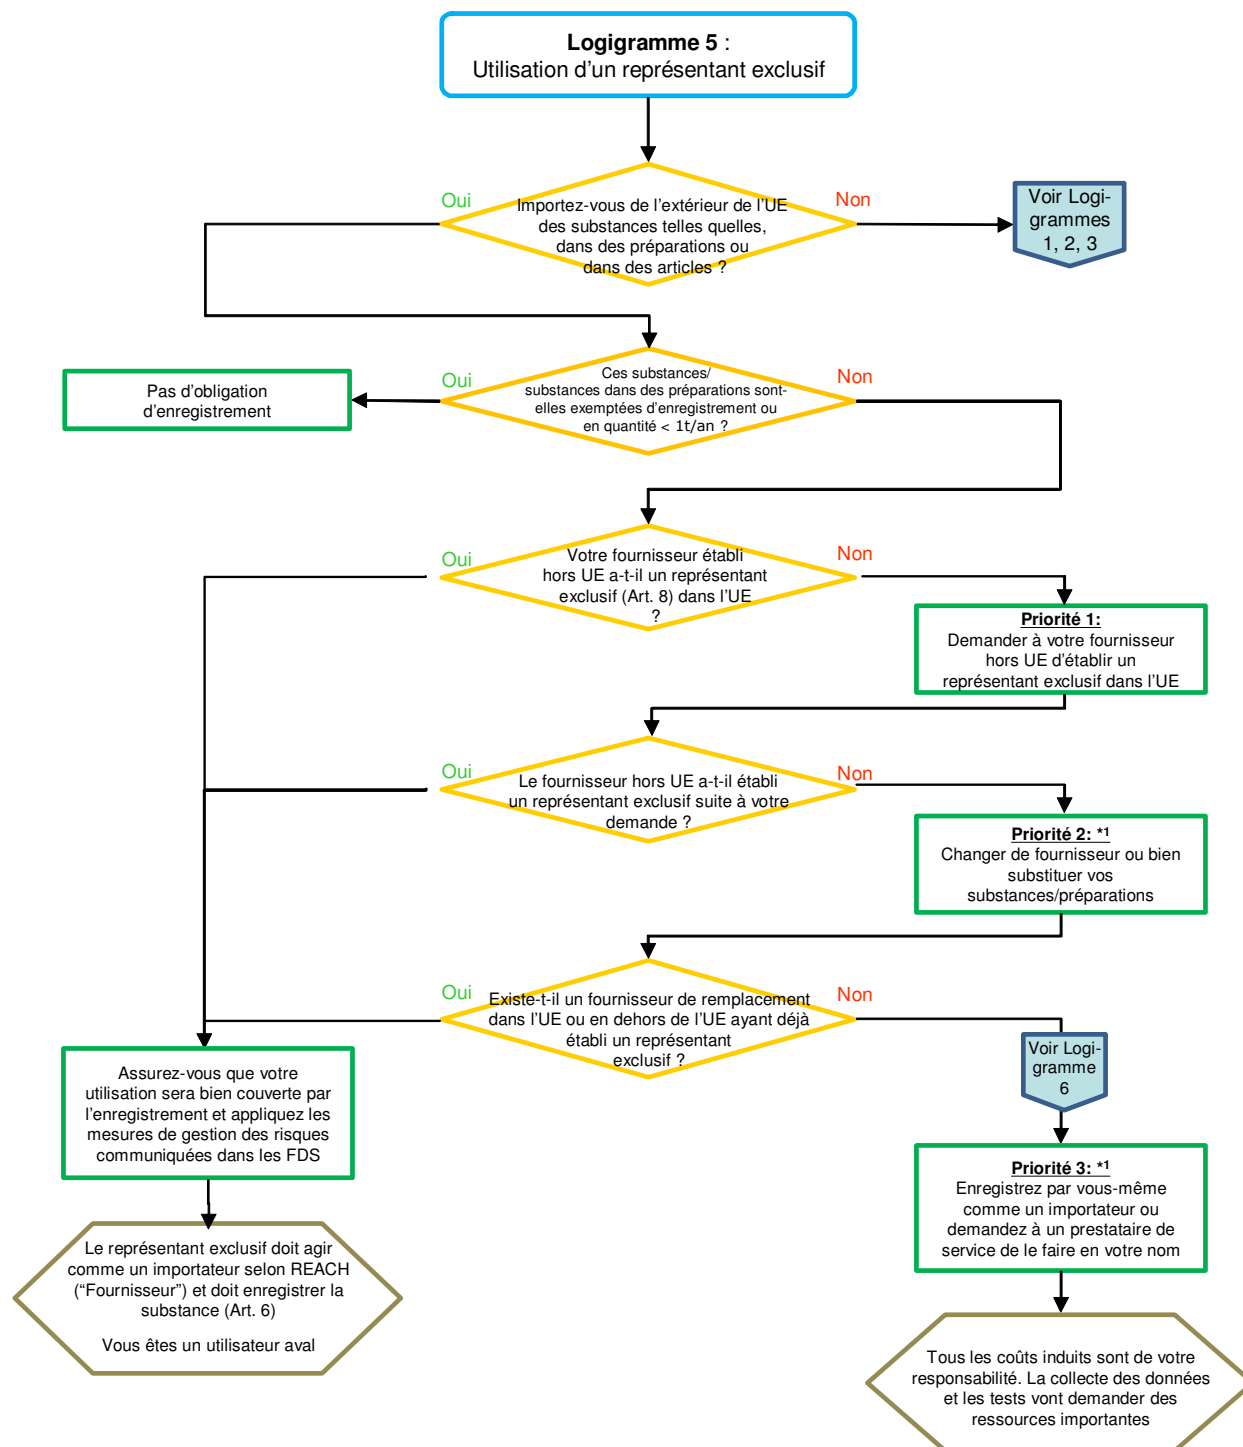 Logigramme 5 :
Utilisation d’un représentant exclusif
Oui
Non
Importez-vous de l’extérieur de l’UE
des substances telles quelles,
dans des préparations ou
dans des articles ?
Voir Logi-
grammes
1, 2, 3
Oui
Non
Ces substances/
substances dans des préparations sont-
elles exemptées d’enregistrement ou
en quantité < 1t/an ?
Pas d’obligation
d’enregistrement
Oui
Non
Votre fournisseur établi
hors UE a-t-il un représentant
exclusif (Art. 8) dans l’UE
?
Priorité 1:
Demander à votre fournisseur
hors UE d’établir un
représentant exclusif dans l’UE
Oui
Non
Le fournisseur hors UE a-t-il établi
un représentant exclusif suite à votre
demande ?
Priorité 2: *1
Changer de fournisseur ou bien
substituer vos
substances/préparations
Oui
Non
Existe-t-il un fournisseur de remplacement
dans l’UE ou en dehors de l’UE ayant déjà
établi un représentant
exclusif ?
Voir Logi-
gramme
6
Assurez-vous que votre
utilisation sera bien couverte par
l’enregistrement et appliquez les
mesures de gestion des risques
communiquées dans les FDS
Priorité 3: *1
Enregistrez par vous-même
comme un importateur ou
demandez à un prestataire de
service de le faire en votre nom
Le représentant exclusif doit agir
comme un importateur selon REACH
(“Fournisseur”) et doit enregistrer la
substance (Art. 6)
Vous êtes un utilisateur aval
Tous les coûts induits sont de votre
responsabilité. La collecte des données
et les tests vont demander des
ressources importantes